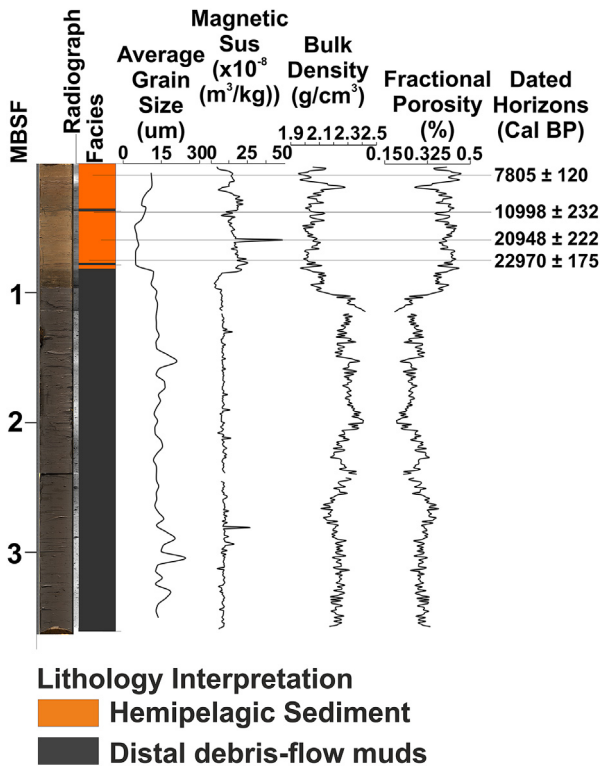 MBSF
Radiograph
Facies
Average
Grain
Size
(um)
Magnetic
Sus
(x10-8
(m3/kg))
Bulk
Density
(g/cm3)
Fractional
Porosity
(%)
Dated
Horizons
(Cal BP)
0 15 30
0 25 50
1.9 2.1 2.3 2.5
0.15 0.325 0.5
7805 ± 120
10998 ± 232
20948 ± 222
22970 ± 175
1
2
3
Lithology Interpretation
Hemipelagic Sediment
Distal debris-flow muds